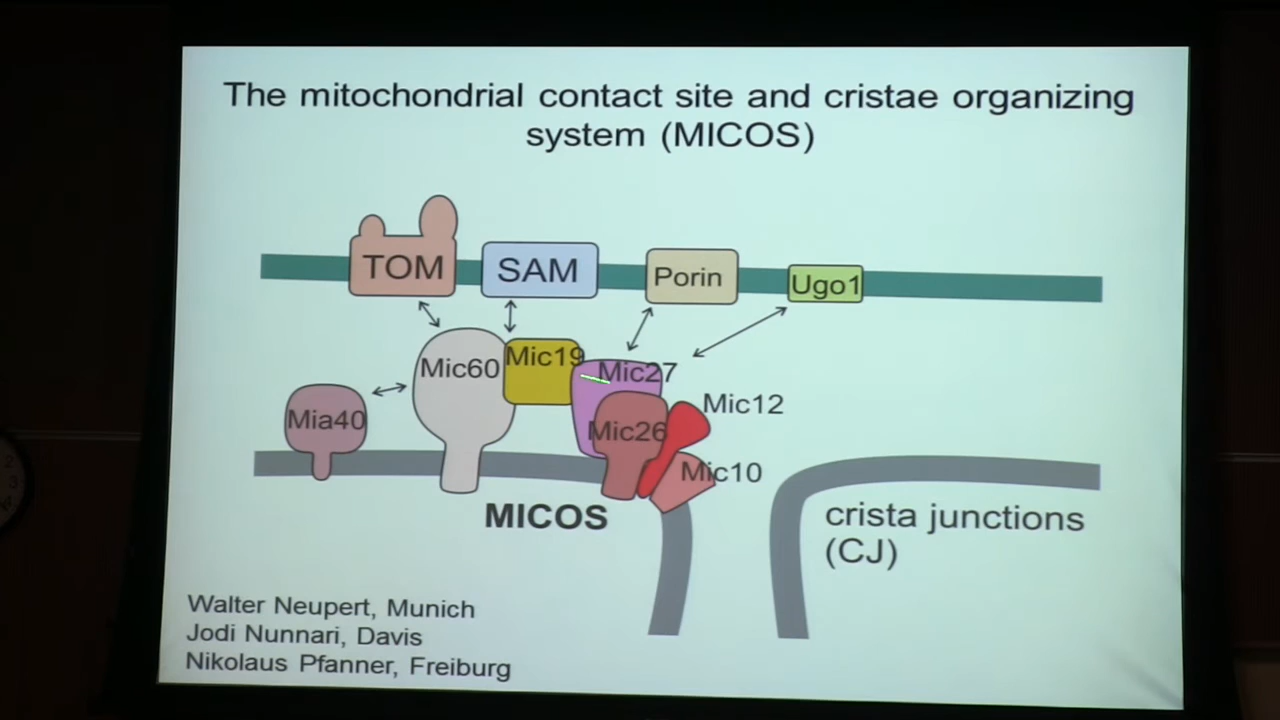 The mitochondrial contact site and cristae organizing
system (MICOS)
TOM
SAM
Porin
Ugo1
Mic60
Mic19
Mic27
Mia40
Mic26
Mic12
Mic10
MICOS
crista junctions
(CJ)
Walter Neupert, Munich
Jodi Nunnari, Davis
Nikolaus Pfanner, Freiburg